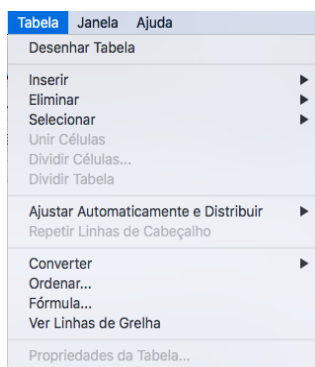 Tabela Janela Ajuda
Desenhar Tabela
Inserir
Eliminar
Selecionar
Unir Células
Dividir Células...
Dividir Tabela
Ajustar Automaticamente e Distribuir
Repetir Linhas de Cabeçalho
Converter
Ordenar...
Fórmula...
Ver Linhas de Grelha
Propriedades da Tabela...